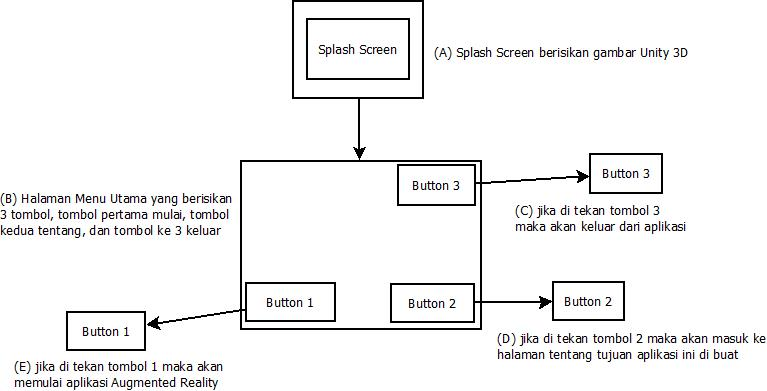 Splash Screen
(A) Splash Screen berisikan gambar Unity 3D
(B) Halaman Menu Utama yang berisikan
3 tombol, tombol pertama mulai, tombol
kedua tentang, dan tombol ke 3 keluar
Button 3
Button 3
(C) jika di tekan tombol 3
maka akan keluar dari aplikasi
Button 1
Button 2
Button 2
(D) jika di tekan tombol 2 maka akan masuk ke
halaman tentang tujuan aplikasi ini di buat
Button 1
(E) jika di tekan tombol 1 maka akan
memulai aplikasi Augmented Reality